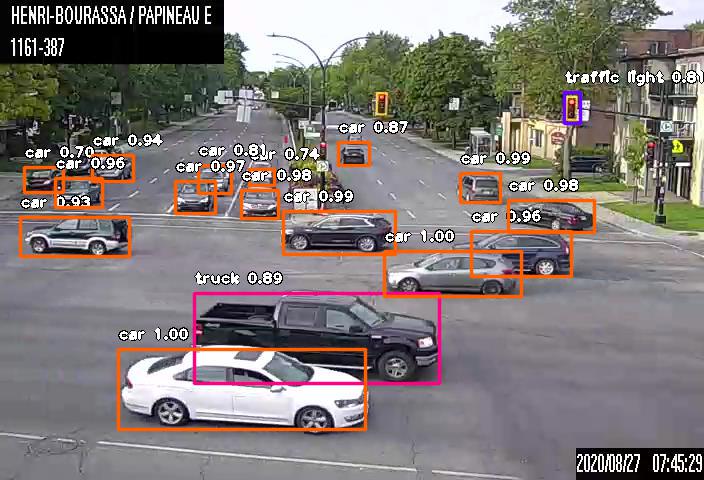 HENRI-BOURASSA / PAPINEAU E
1161-387
traffic light 0.81
car 0.94
car 0.87
car 0.70
car 0.96
car 0.81
car 0.74
car 0.97
car 0.98
car 0.99
car 0.98
car 0.93
car 0.99
car 0.96
car 1.00
truck 0.89
car 1.00
2020/08/27 07:45:29